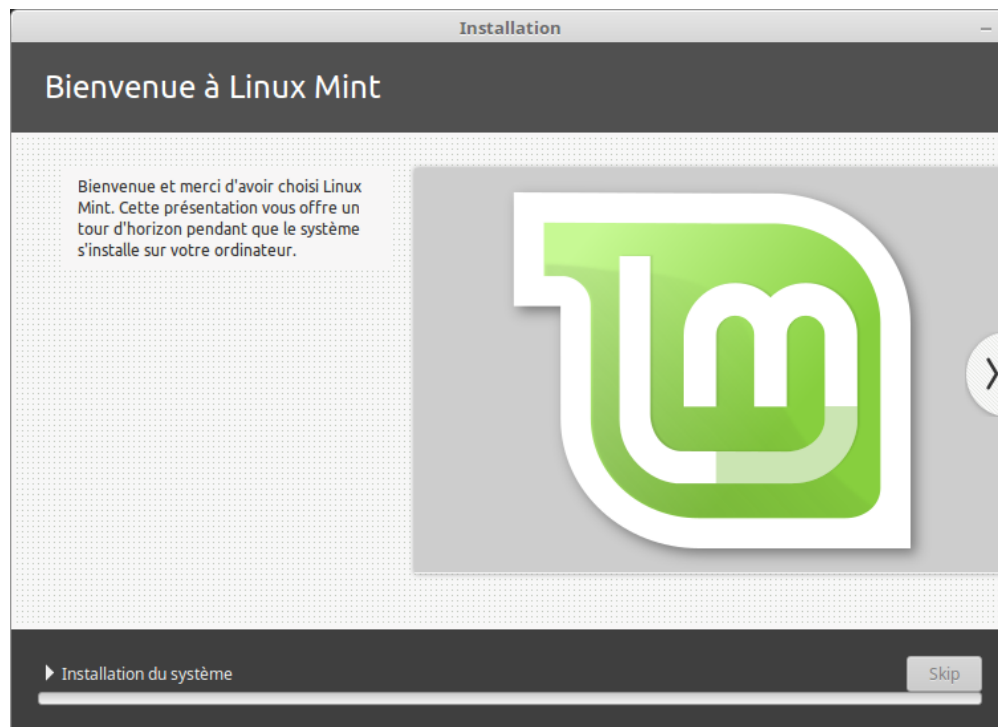 Installation
Bienvenue à Linux Mint
Bienvenue et merci d'avoir choisi Linux
Mint. Cette présentation vous offre un
tour d'horizon pendant que le système
s'installe sur votre ordinateur.
Installation du système
Skip